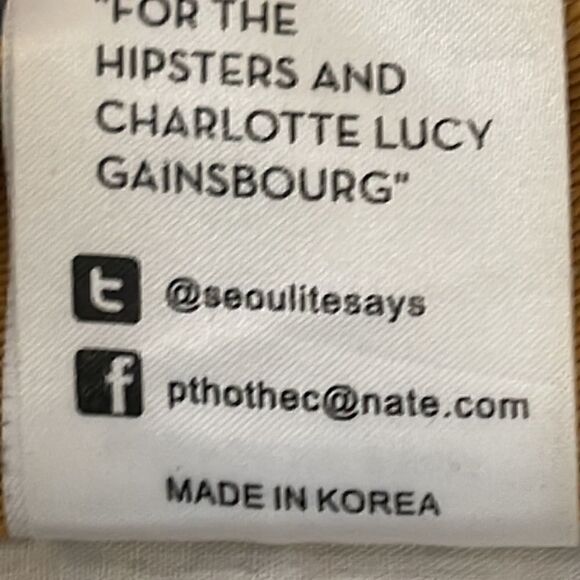 "FOR THE
HIPSTERS AND
CHARLOTTE LUCY
GAINSBOURG"
t @seoulitesays
f pthothec@nate.com
MADE IN KOREA